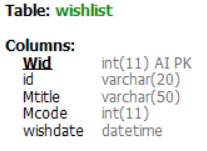 Table: wishlist
Columns:
Wid int(11) AI PK
id varchar(20)
Mtitle varchar(50)
Mcode int(11)
wishdate datetime